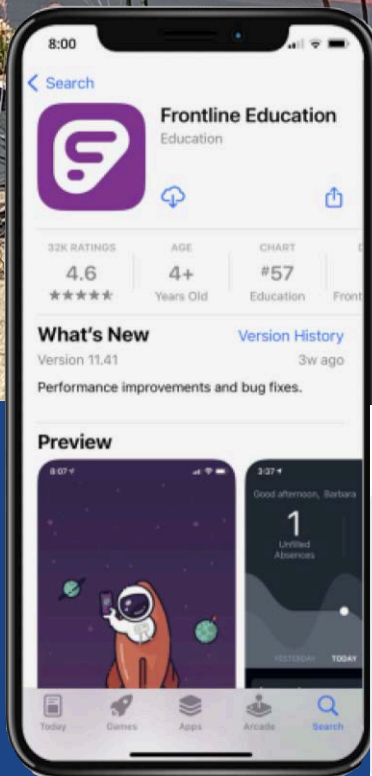 8:00
Search
Frontline Education
Education
32K RATINGS
AGE
CHART
4.6
4+
#57
★★★★★
Years Old
Education
Front
What's New
Version History
Version 11.41
3w ago
Performance improvements and bug fixes.
Preview
8:07
3:37
Good afternoon, Barbara
1
Unfilled
Absences
YESTERDAY
TODAY
Today
Games
Apps
Arcade
Search